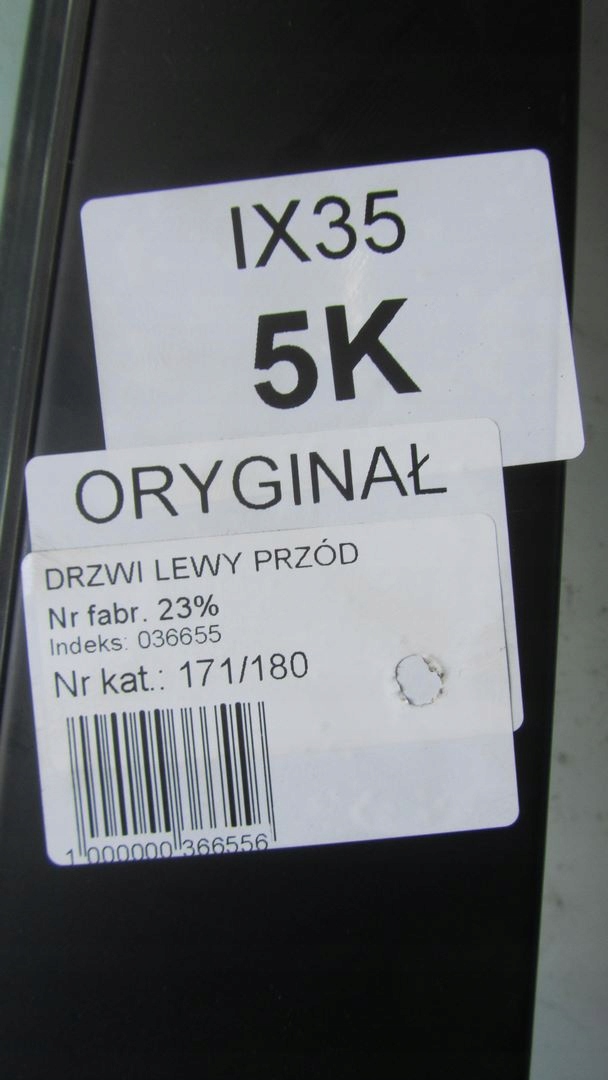 IX35
5K
ORYGINAŁ
DRZWI LEWY PRZÓD
Nr fabr. 23%
Indeks: 036655
Nr kat.: 171/180
1 000000 366556